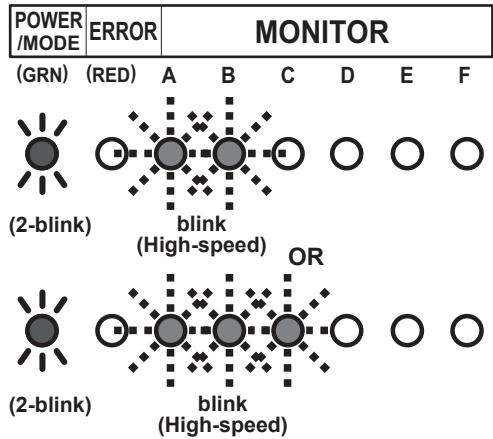 POWER
/MODE ERROR MONITOR
(GRN) (RED) A B C D E F
(2-blink) blink
(High-speed)
OR
(2-blink) blink
(High-speed)